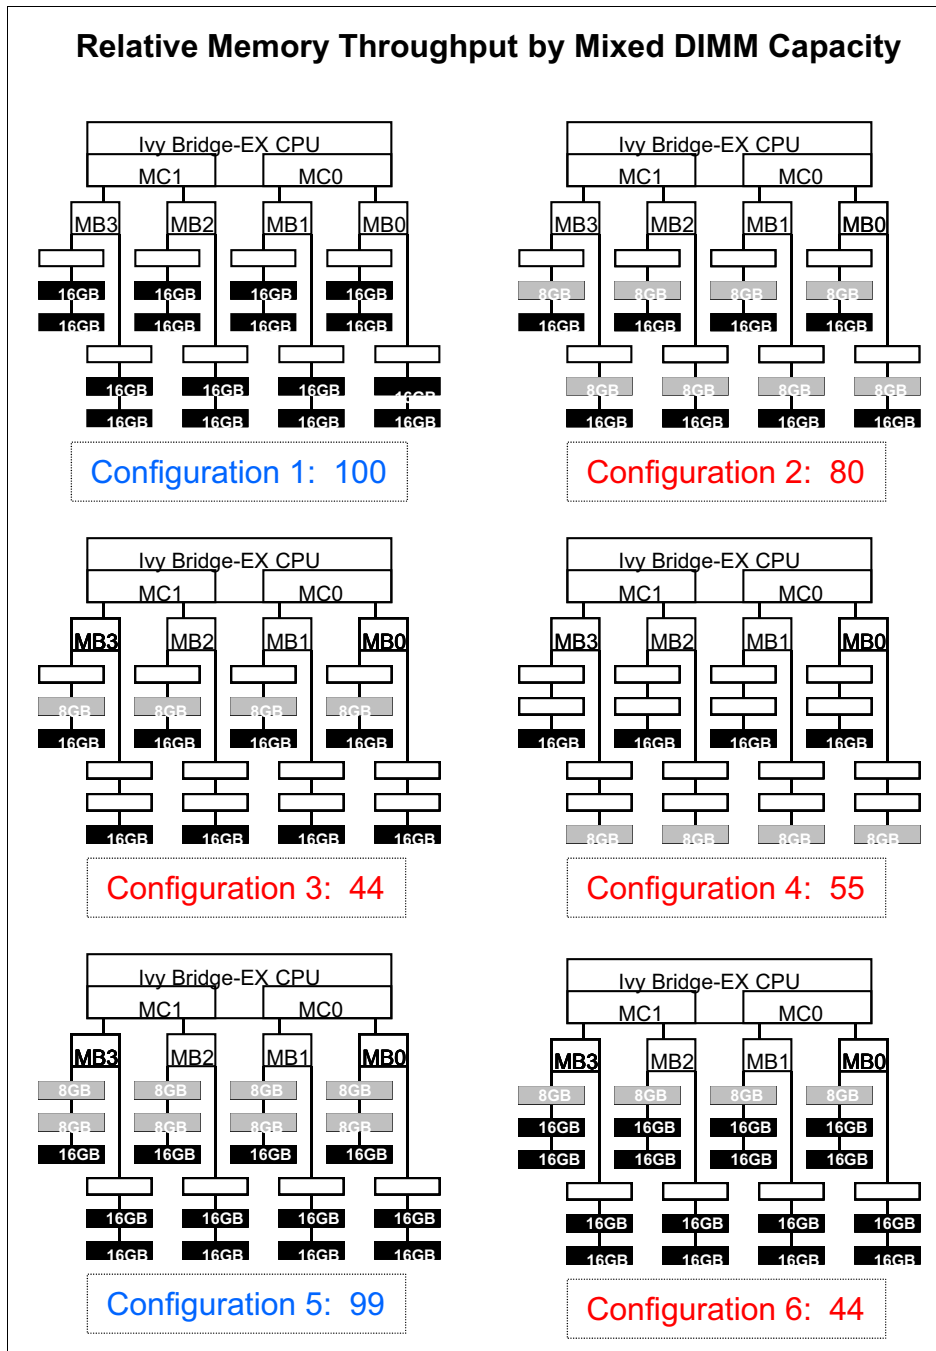 Relative Memory Throughput by Mixed DIMM Capacity
Ivy Bridge-EX CPU
MC1 MC0
MB3 MB2 MB1 MB0
16GB 16GB 16GB 16GB
16GB 16GB 16GB 16GB
16GB 16GB 16GB 16GB
16GB 16GB 16GB 16GB
Configuration 1: 100
Ivy Bridge-EX CPU
MC1 MC0
MB3 MB2 MB1 MB0
8GB 8GB 8GB 8GB
16GB 16GB 16GB 16GB
8GB 8GB 8GB 8GB
16GB 16GB 16GB 16GB
Configuration 2: 80
Ivy Bridge-EX CPU
MC1 MC0
MB3 MB2 MB1 MB0
8GB 8GB 8GB 8GB
16GB 16GB 16GB 16GB
16GB 16GB 16GB 16GB
Configuration 3: 44
Ivy Bridge-EX CPU
MC1 MC0
MB3 MB2 MB1 MB0
16GB 16GB 16GB 16GB
8GB 8GB 8GB 8GB
Configuration 4: 55
Ivy Bridge-EX CPU
MC1 MC0
MB3 MB2 MB1 MB0
8GB 8GB 8GB 8GB
8GB 8GB 8GB 8GB
16GB 16GB 16GB 16GB
16GB 16GB 16GB 16GB
16GB 16GB 16GB 16GB
Configuration 5: 99
Ivy Bridge-EX CPU
MC1 MC0
MB3 MB2 MB1 MB0
8GB 8GB 8GB 8GB
16GB 16GB 16GB 16GB
16GB 16GB 16GB 16GB
16GB 16GB 16GB 16GB
16GB 16GB 16GB 16GB
Configuration 6: 44